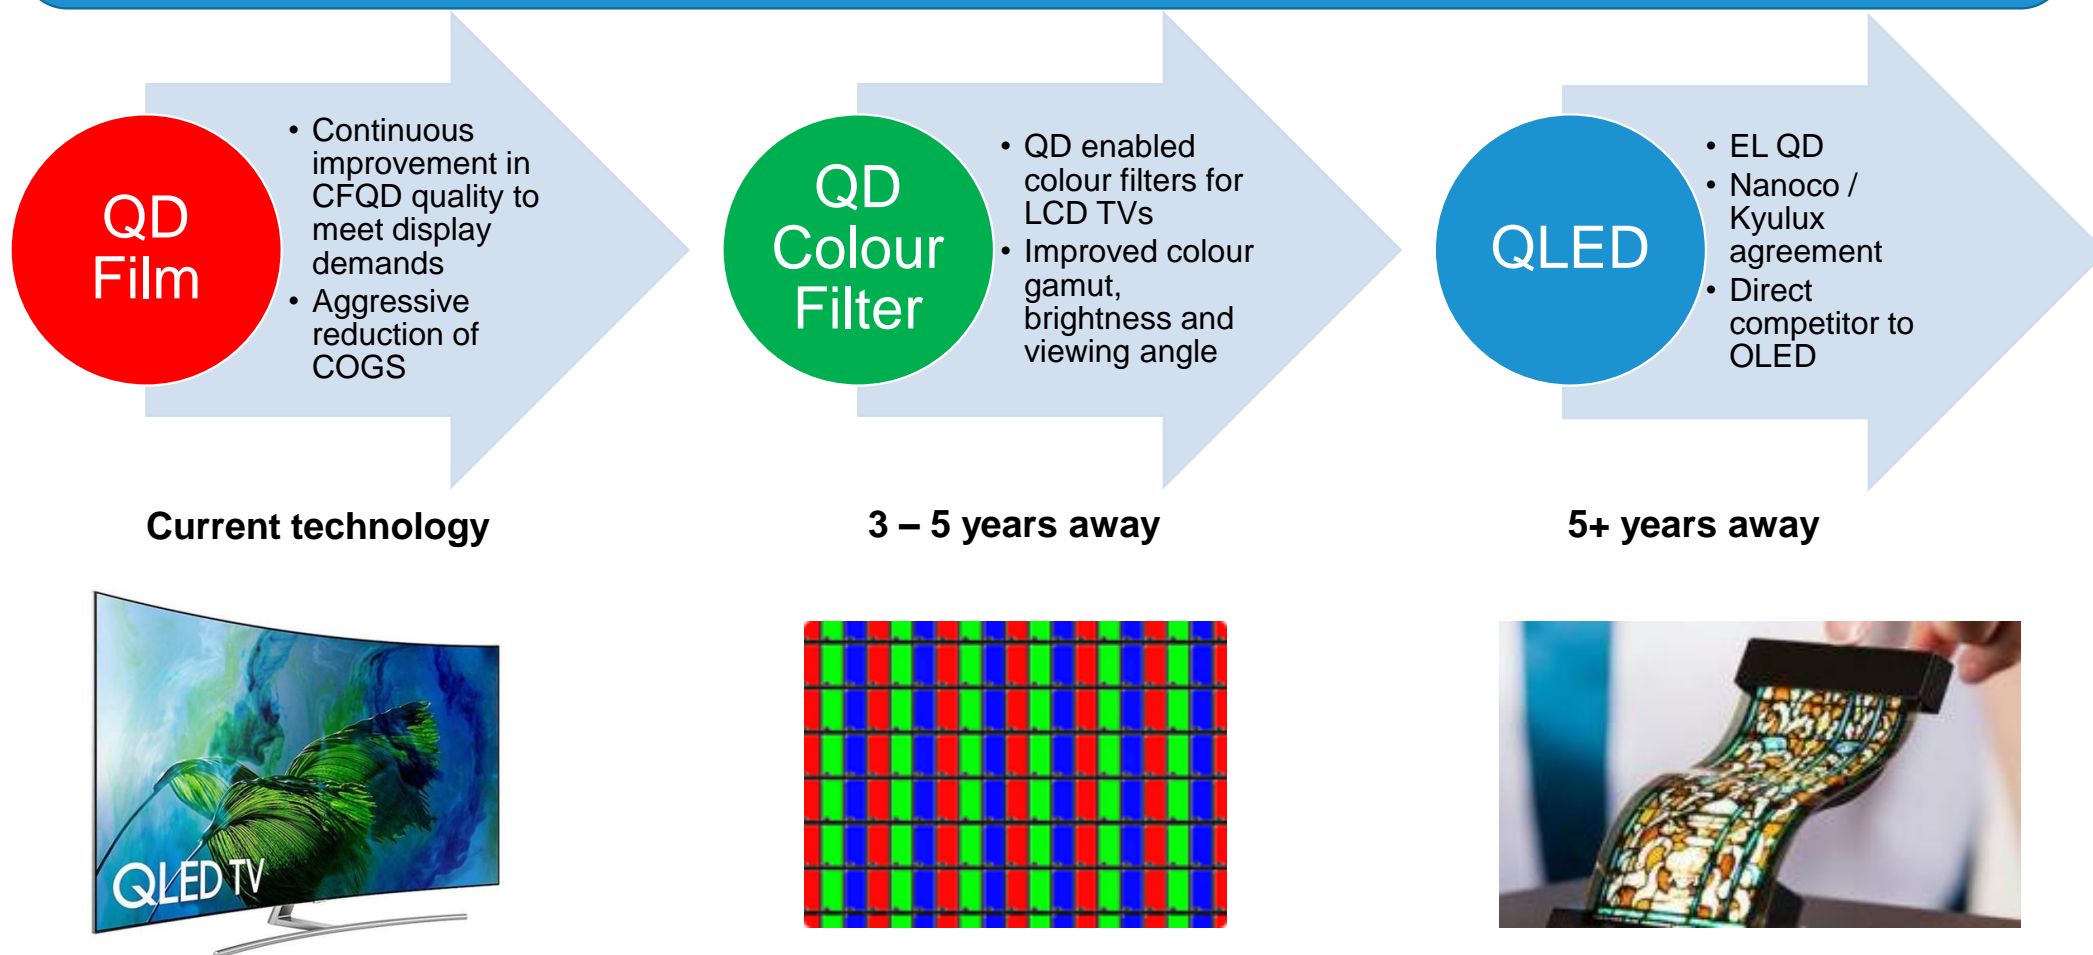 QD
Film
• Continuous
improvement in
CFQD quality to
meet display
demands
• Aggressive
reduction of
COGS
QD
Colour
Filter
• QD enabled
colour filters for
LCD TVs
• Improved colour
gamut,
brightness and
viewing angle
QLED
• EL QD
• Nanoco /
Kyulux
agreement
• Direct
competitor to
OLED
Current technology
3 – 5 years away
5+ years away
QLED TV